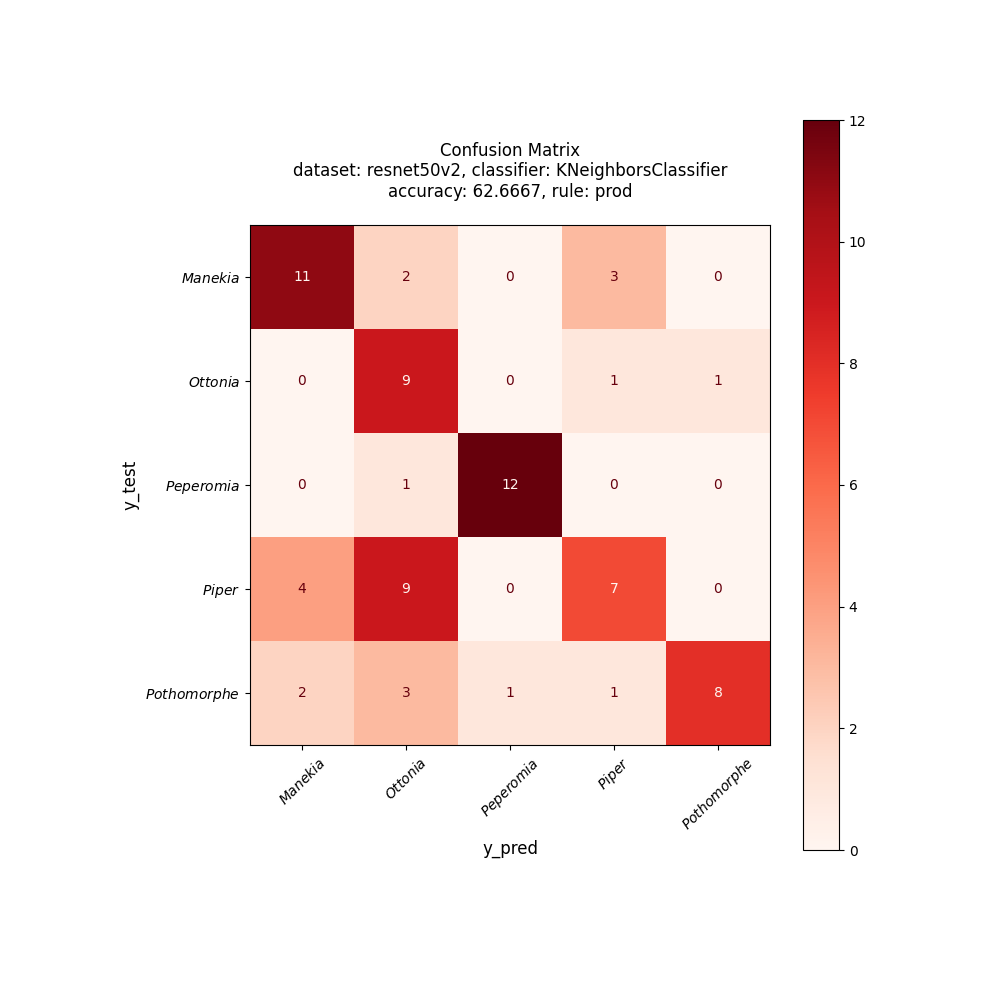 Confusion Matrix
dataset: resnet50v2, classifier: KNeighborsClassifier
accuracy: 62.6667, rule: prod
Manekia 11 2 0 3 0
Ottonia 0 9 0 1 1
Peperomia 0 1 12 0 0
Piper 4 9 0 7 0
Pothomorphe 2 3 1 1 8
y_test
Manekia Ottonia Peperomia Piper Pothomorphe
y_pred
12
10
8
6
4
2
0